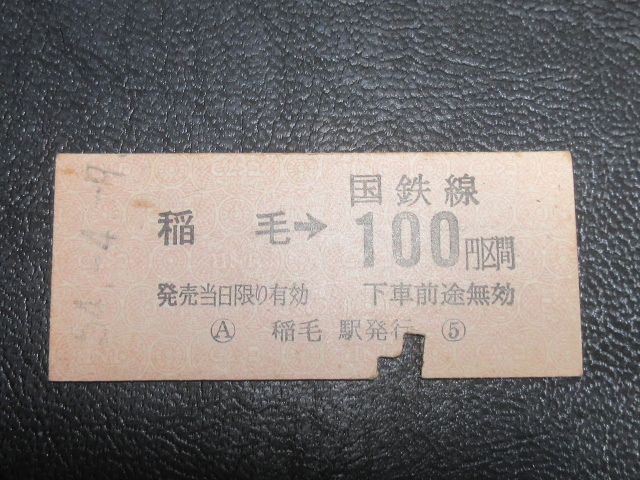 国鉄線
稲毛→100円区間
発売当日限り有効 下車前途無効
Ⓐ 稲毛 駅発行 ⑤